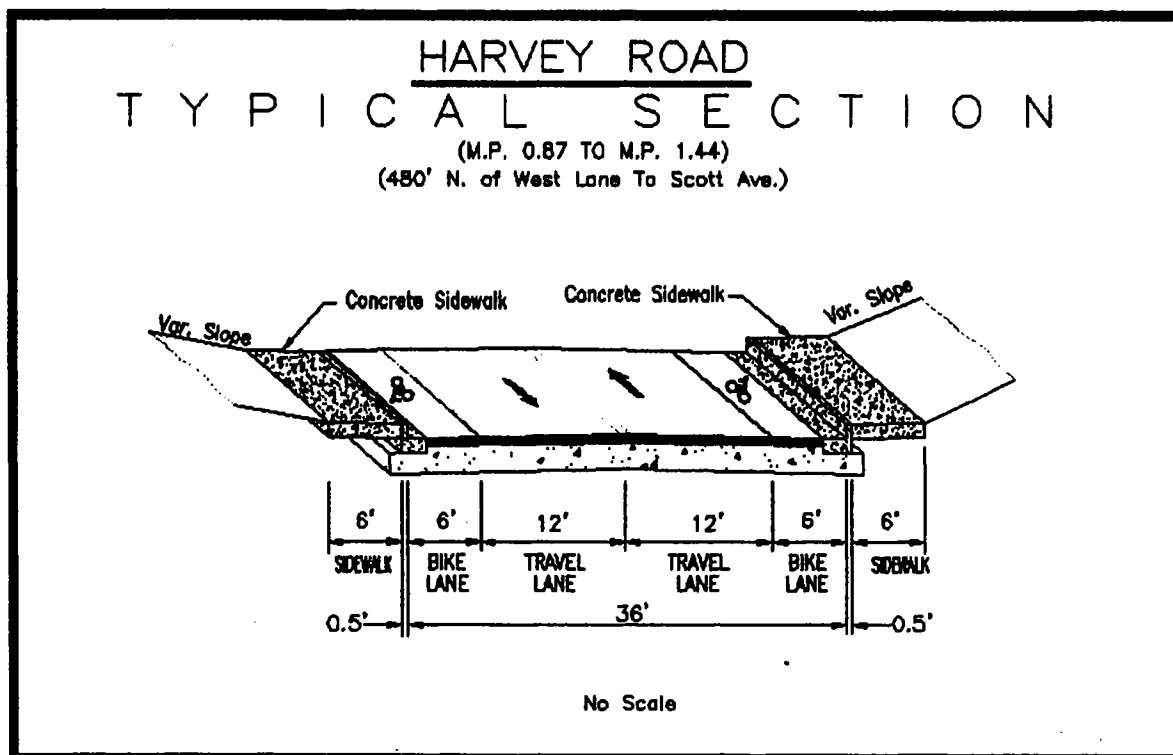 HARVEY ROAD
TYPICAL SECTION
(M.P. 0.87 TO M.P. 1.44)
(480' N. of West Lane To Scott Ave.)
Concrete Sidewalk
Concrete Sidewalk
Var. Slope
Var. Slope
6' 6' 12' 12' 6' 6'
SIDEWALK BIKE LANE TRAVEL LANE TRAVEL LANE BIKE LANE SIDEWALK
0.5' 36' 0.5'
No Scale